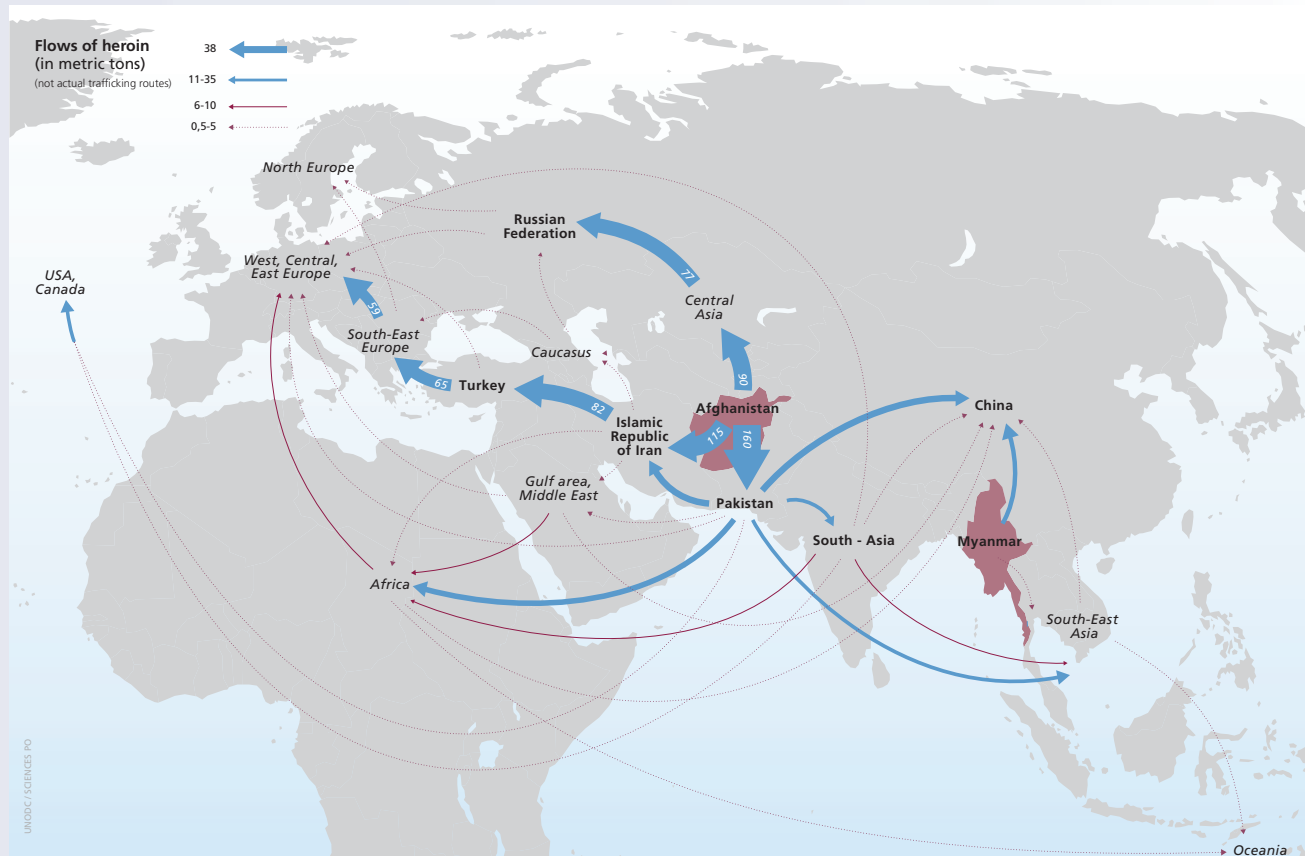 Flows of heroin
(in metric tons)
(not actual trafficking routes)
38
11-35
6-10
0,5-5
North Europe
Russian
Federation
West, Central,
East Europe
USA,
Canada
77
Central
Asia
59
South-East
Europe
Caucasus
65
Turkey
82
90
Afghanistan
China
Islamic
Republic
of Iran
115
160
Gulf area,
Middle East
Pakistan
South - Asia
Myanmar
Africa
South-East
Asia
UNODC / SCIENCES PO
Oceania